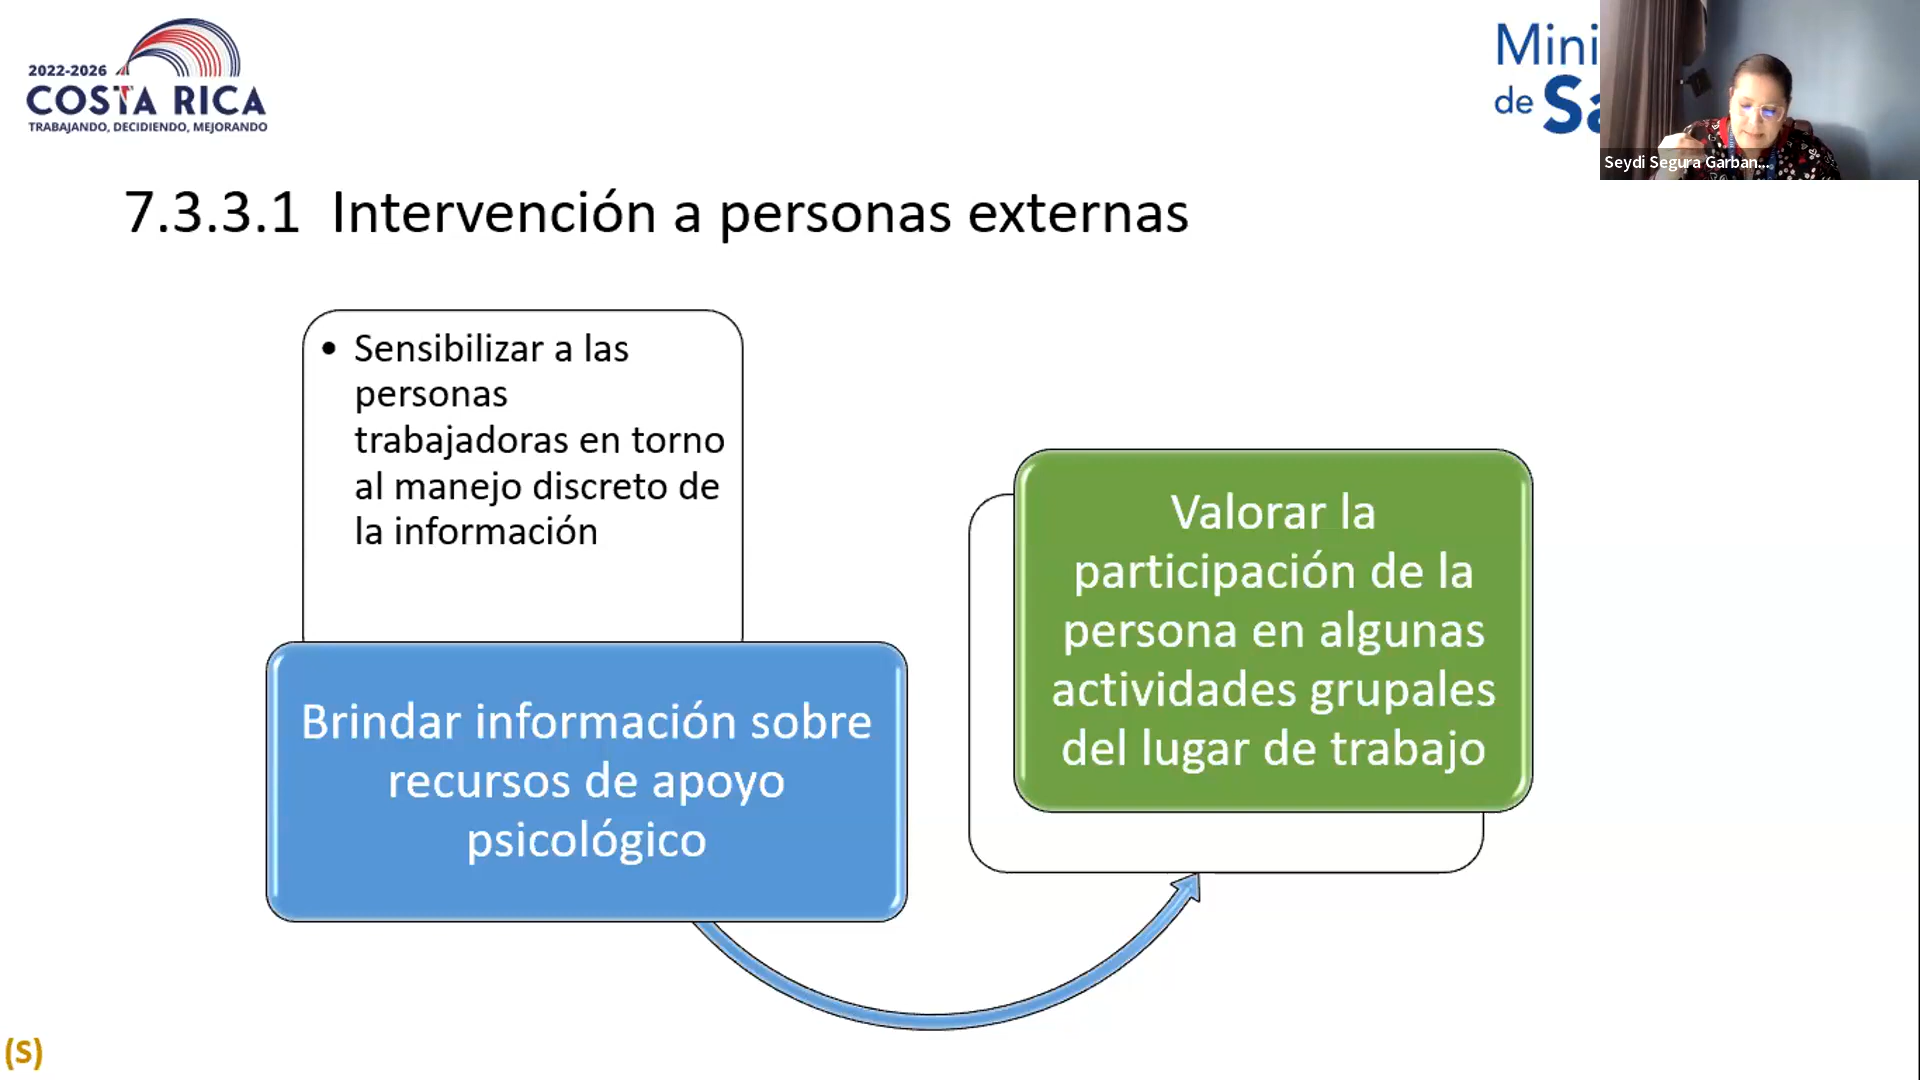 2022-2026
COSTA RICA
TRABAJANDO, DECIDIENDO, MEJORANDO
Mini
de Sa
Seydi Segura Garban...
7.3.3.1 Intervención a personas externas
• Sensibilizar a las
personas
trabajadoras en torno
al manejo discreto de
la información
Brindar información sobre
recursos de apoyo
psicológico
Valorar la
participación de la
persona en algunas
actividades grupales
del lugar de trabajo
(S)